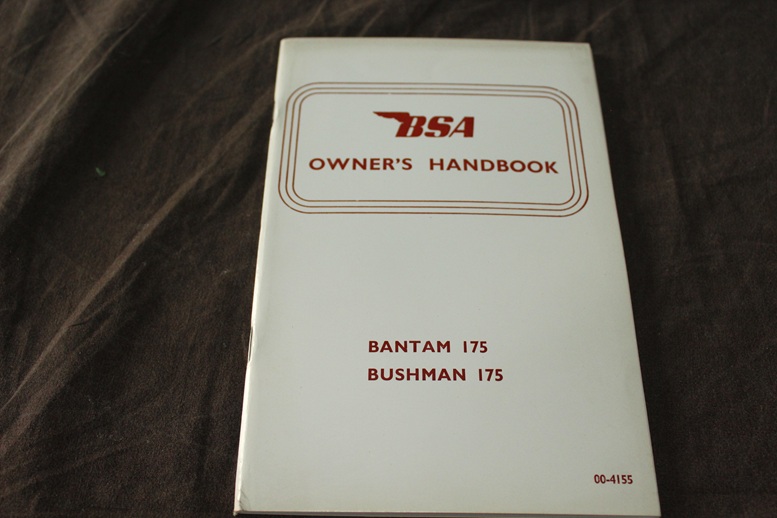 BSA
OWNER'S HANDBOOK
BANTAM 175
BUSHMAN 175
00-4155